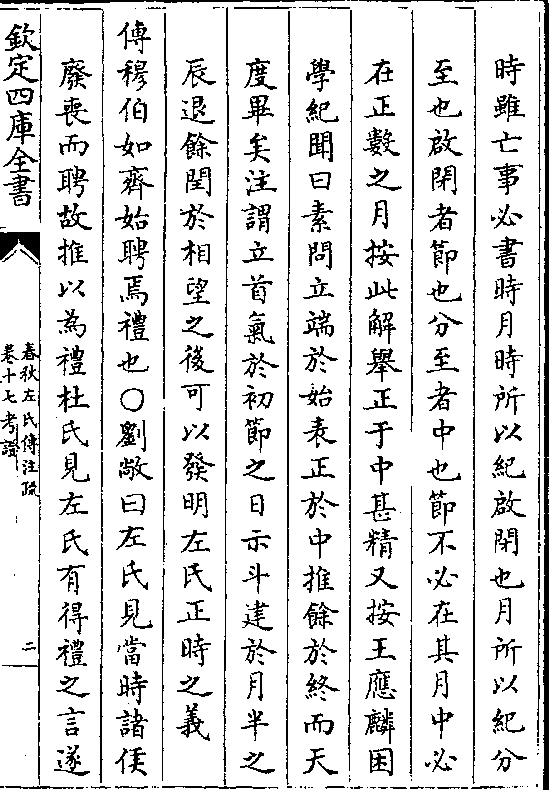 時雖亡事必書時月時所以紀啟閉也月所以紀分
至也啟閉者節也分至者中也節不必在其月中必
在正數之月按此解舉正于中甚精又按王應麟困
學紀聞曰素問立端於始表正於中推餘於終而天
度畢矣注謂立首氣於初節之日示斗建於月半之
辰退餘閏於相望之後可以發明左氏正時之義
傳穆伯如齊始聘焉禮也〇劉敞曰左氏見當時諸侯
廢喪而聘故推以為禮杜氏見左氏有得禮之言遂
欽定四庫全書
春秋左氏傳注疏
卷十七考證
二